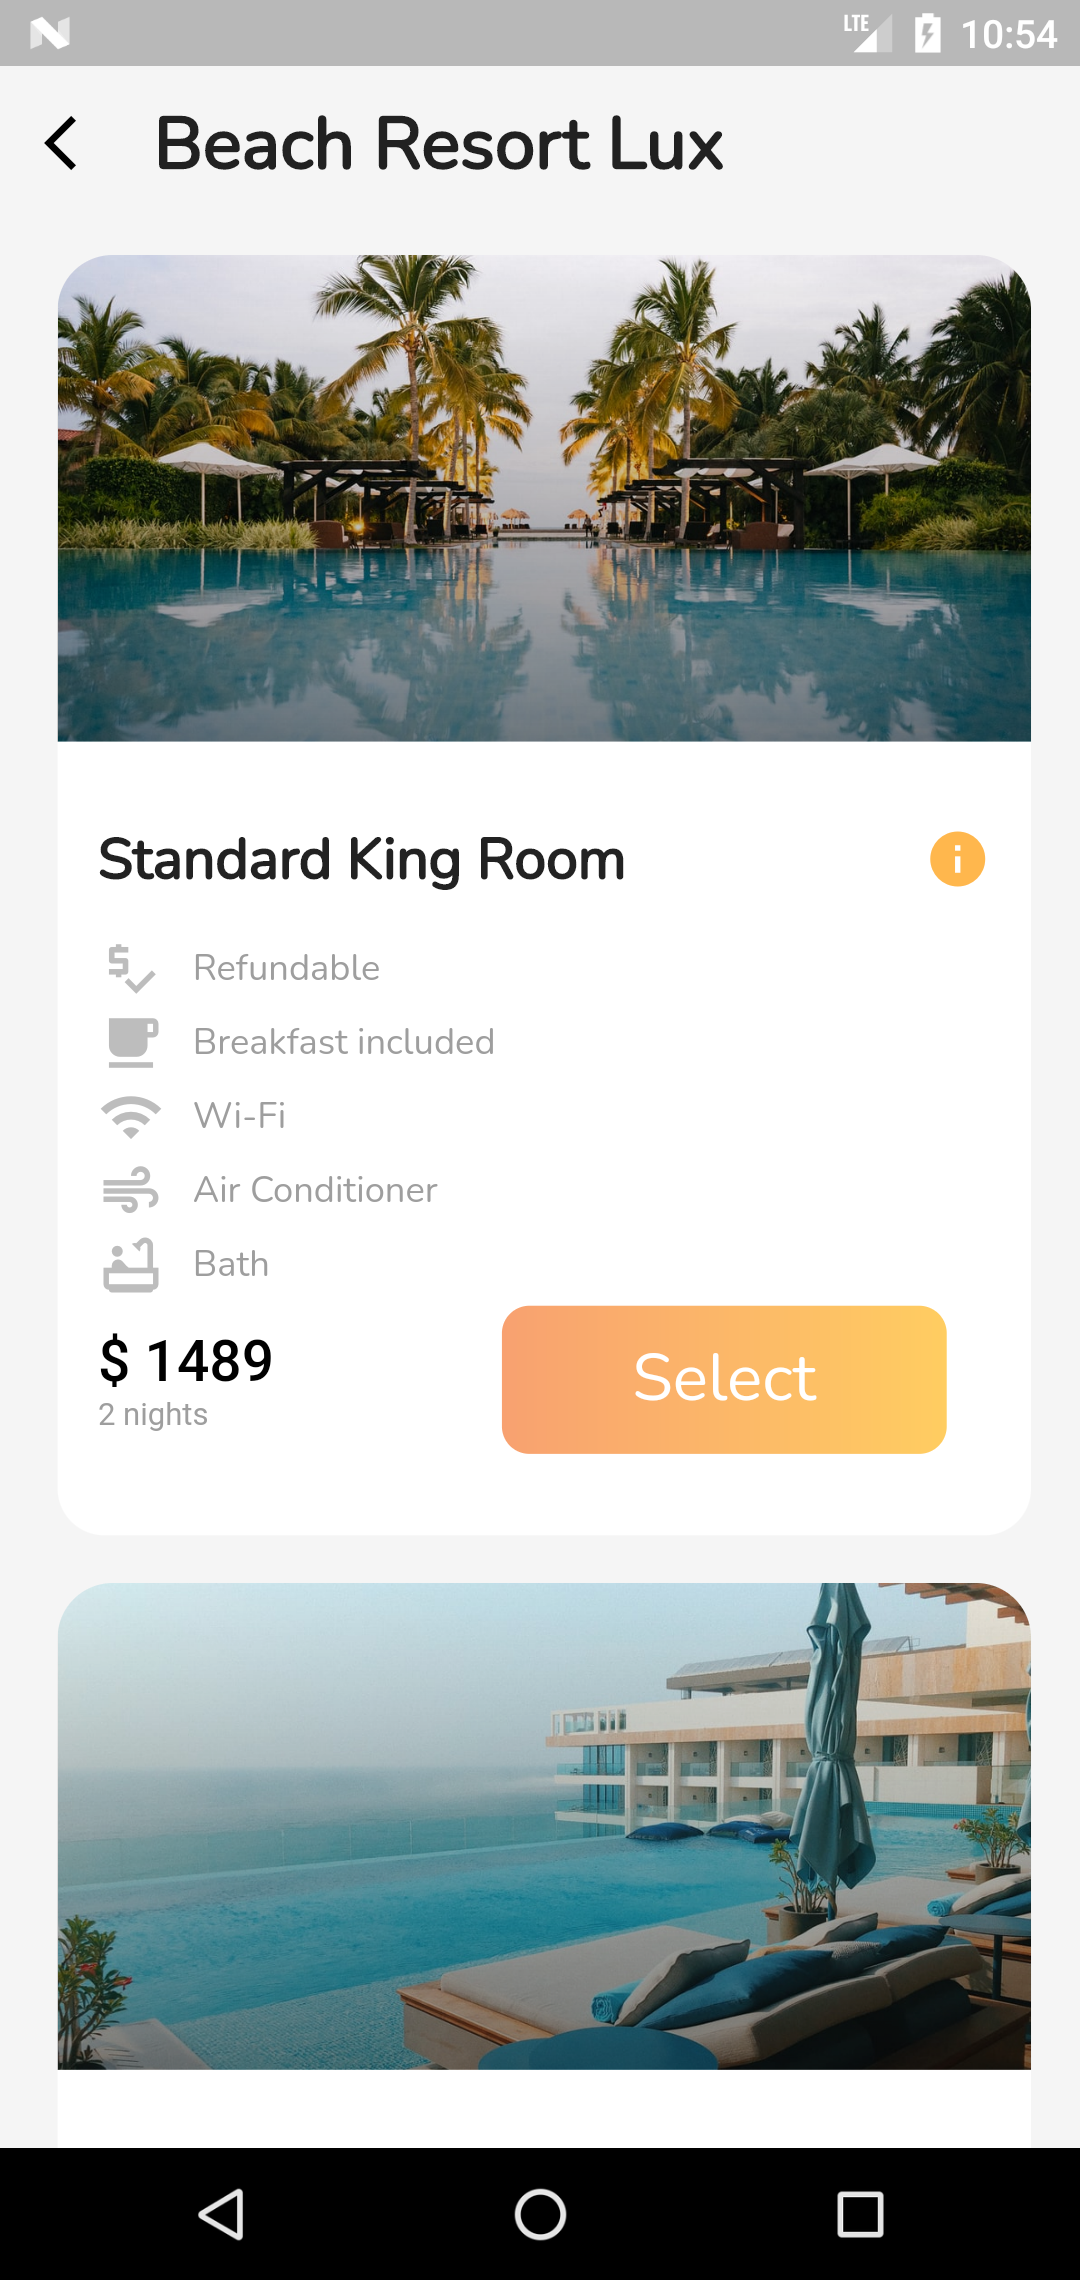 LTE 10:54
Beach Resort Lux
Standard King Room
Refundable
Breakfast included
Wi-Fi
Air Conditioner
Bath
$ 1489
2 nights
Select